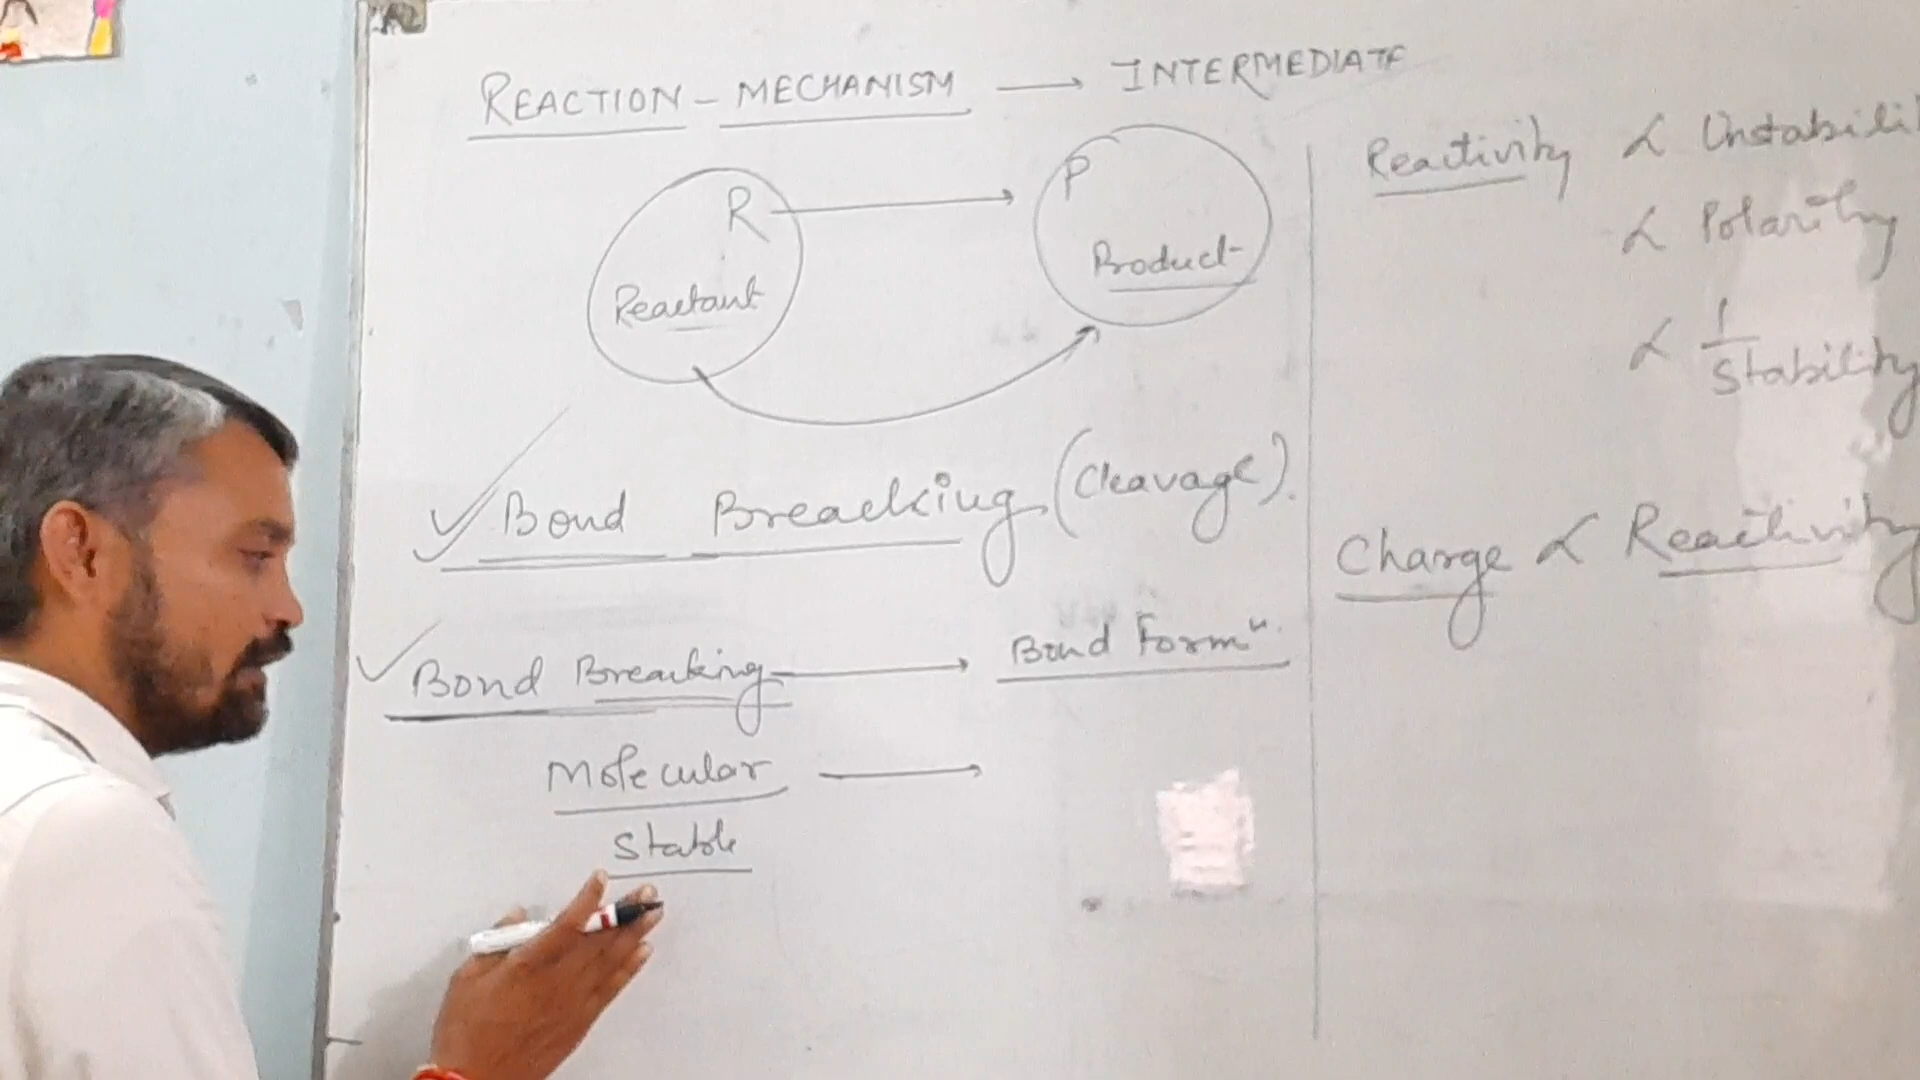 REACTION - MECHANISM → INTERMEDIATE
R → P
Reactant
Product
Bond Breacking (Cleavage).
Bond Breaking → Bond Formⁿ.
Molecular →
Stable
Reactivity ∝ Unstabili
∝ Polarity
∝ 1/Stability
Charge ∝ Reactivity